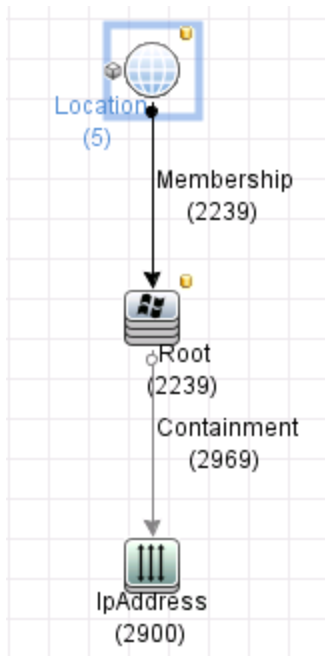 Location
(5)
Membership
(2239)
Root
(2239)
Containment
(2969)
IpAddress
(2900)